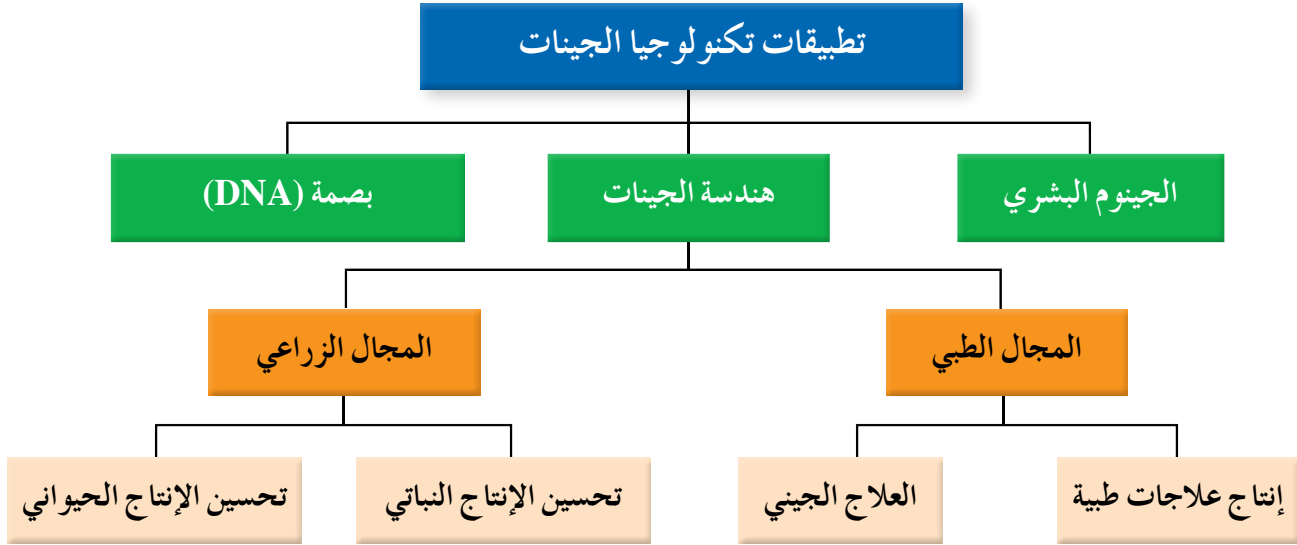 تطبيقات تكنولوجيا الجينات
الجينوم البشري
هندسة الجينات
بصمة (DNA)
المجال الطبي
المجال الزراعي
إنتاج علاجات طبية
العلاج الجيني
تحسين الإنتاج النباتي
تحسين الإنتاج الحيواني